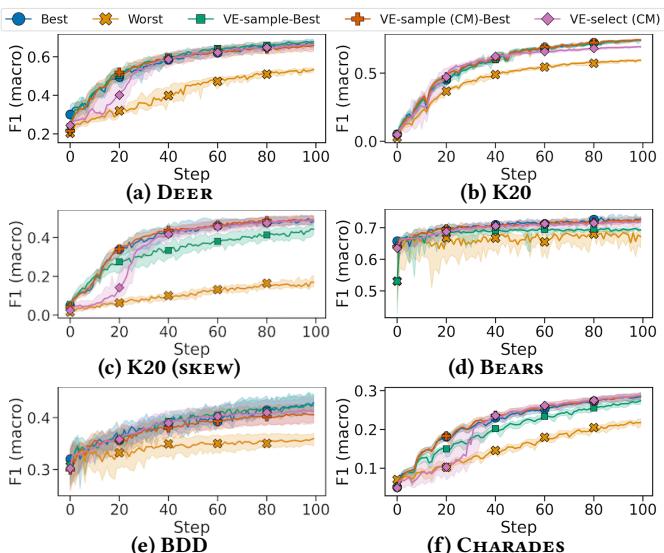 Best Worst VE-sample-Best VE-sample (CM)-Best VE-select (CM)
F1 (macro)
0.6
0.4
0.2
0 20 40 60 80 100
Step
(a) DEER
F1 (macro)
0.5
0.0
0 20 40 60 80 100
Step
(b) K20
F1 (macro)
0.4
0.2
0.0
0 20 40 60 80 100
Step
(c) K20 (SKEW)
F1 (macro)
0.7
0.6
0.5
0 20 40 60 80 100
Step
(d) BEARS
F1 (macro)
0.4
0.3
0 20 40 60 80 100
Step
(e) BDD
F1 (macro)
0.3
0.2
0.1
0 20 40 60 80 100
Step
(f) CHARADES